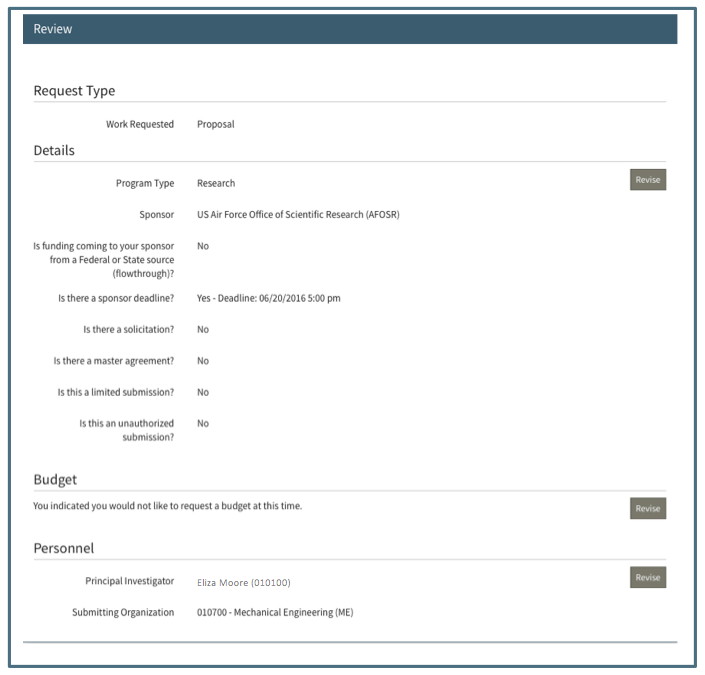 Review
Request Type
Work Requested Proposal
Details
Program Type Research Revise
Sponsor US Air Force Office of Scientific Research (AFOSR)
Is funding coming to your sponsor No
from a Federal or State source
(flowthrough)?
Is there a sponsor deadline? Yes - Deadline: 06/20/2016 5:00 pm
Is there a solicitation? No
Is there a master agreement? No
Is this a limited submission? No
Is this an unauthorized No
submission?
Budget
You indicated you would not like to request a budget at this time. Revise
Personnel
Principal Investigator Eliza Moore (010100) Revise
Submitting Organization 010700 - Mechanical Engineering (ME)